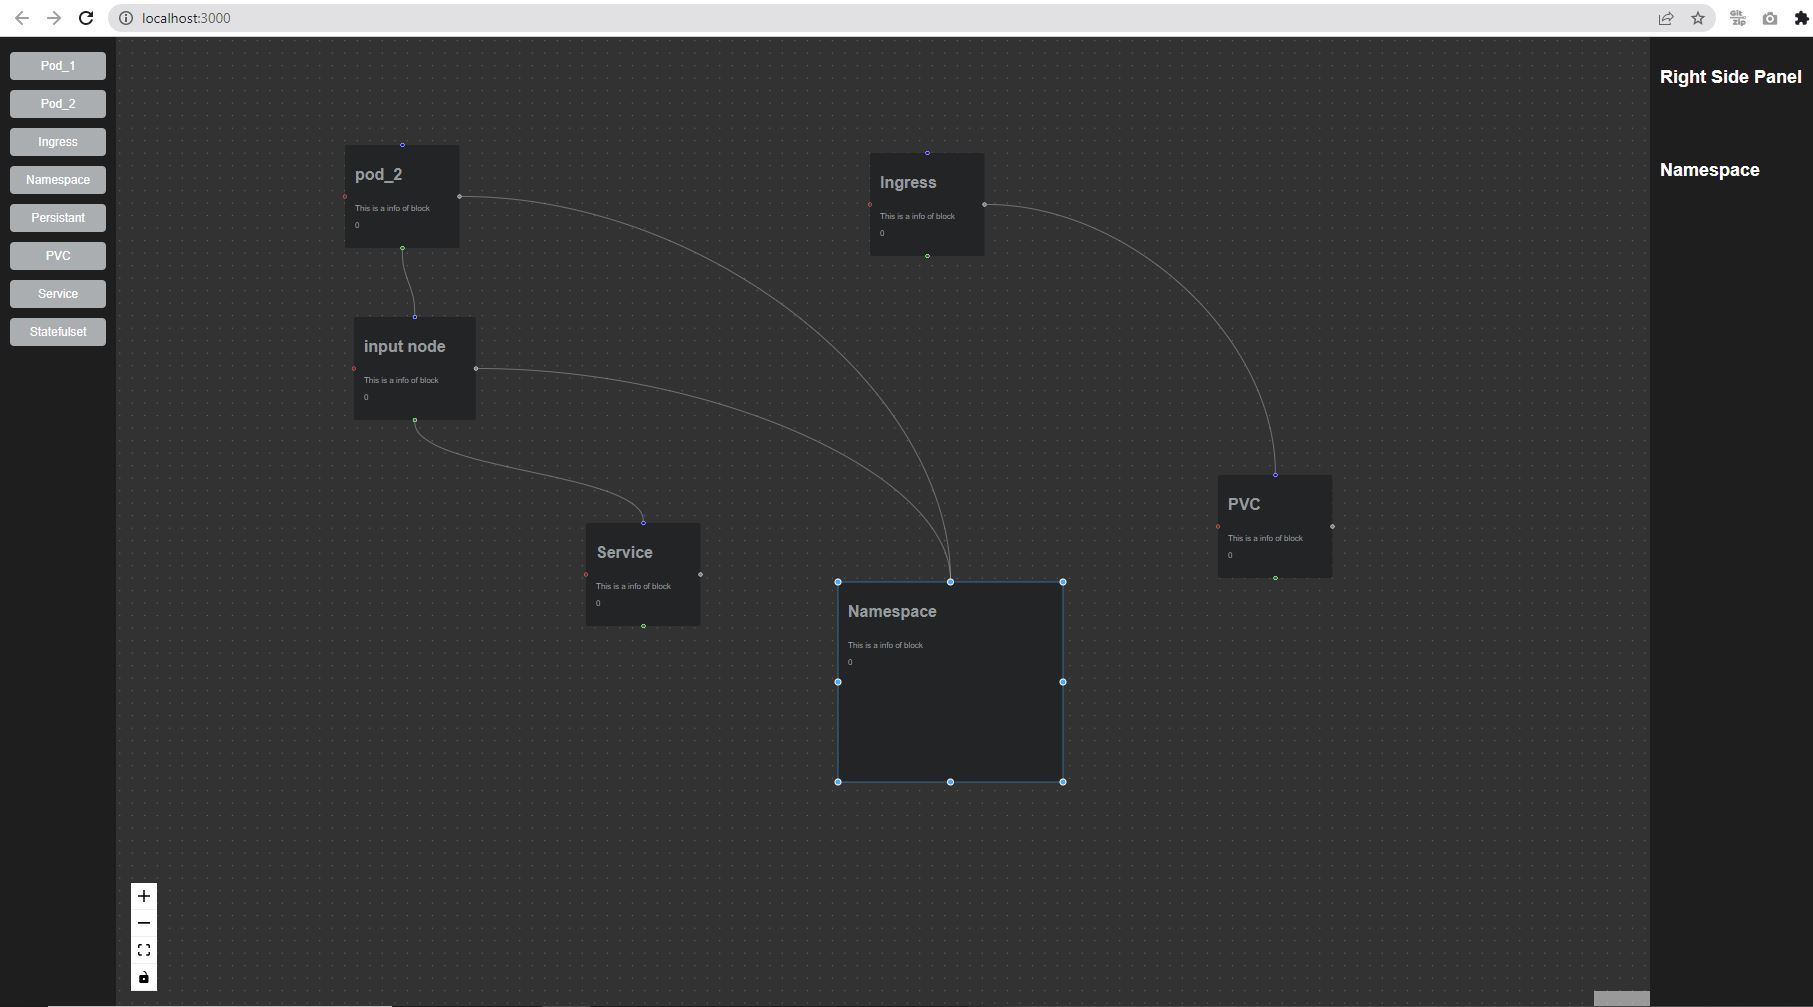 localhost:3000
Git
Zip
Pod_1
Pod_2
Ingress
Namespace
Persistant
PVC
Service
Statefulset
pod_2
This is a info of block
0
Ingress
This is a info of block
0
input node
This is a info of block
0
PVC
This is a info of block
0
Service
This is a info of block
0
Namespace
This is a info of block
0
Right Side Panel
Namespace